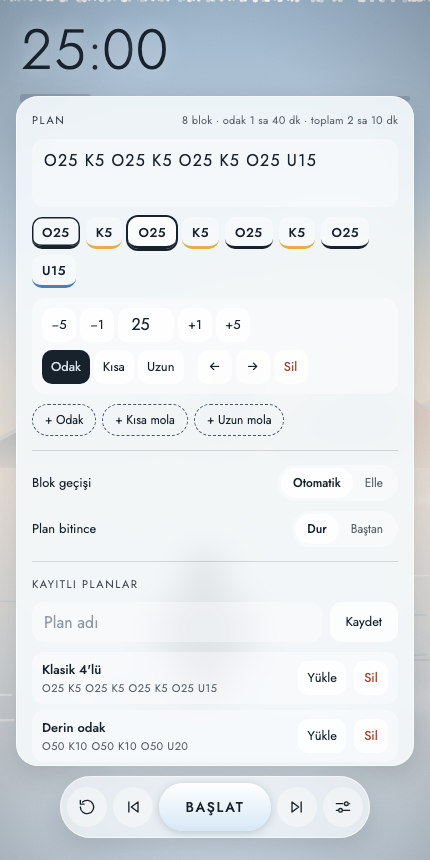 25:00
PLAN 8 blok · odak 1 sa 40 dk · toplam 2 sa 10 dk
O25 K5 O25 K5 O25 K5 O25 U15
O25 K5 O25 K5 O25 K5 O25
U15
−5 −1 25 +1 +5
Odak Kısa Uzun ← → Sil
+ Odak + Kısa mola + Uzun mola
Blok geçişi Otomatik Elle
Plan bitince Dur Baştan
KAYITLI PLANLAR
Plan adı Kaydet
Klasik 4'lü Yükle Sil
O25 K5 O25 K5 O25 K5 O25 U15
Derin odak Yükle Sil
O50 K10 O50 K10 O50 U20
BAŞLAT